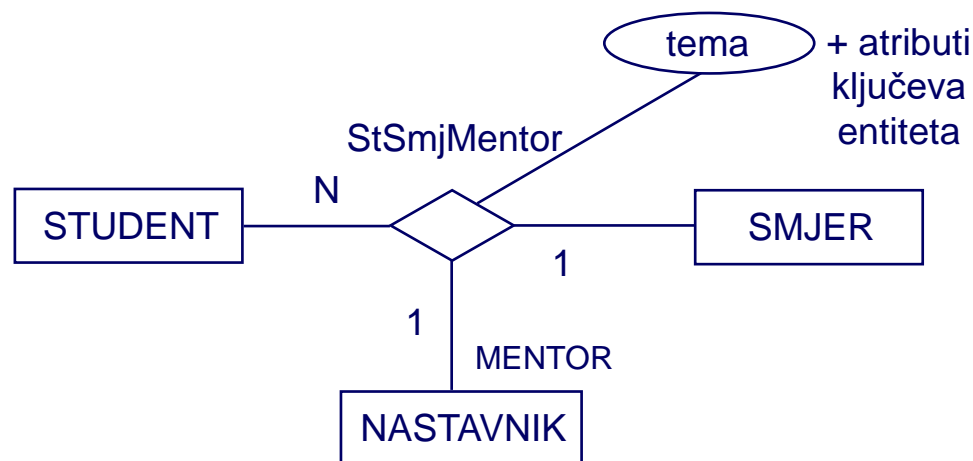 tema
+ atributi
ključeva
entiteta
StSmjMentor
N
STUDENT
SMJER
1
1
MENTOR
NASTAVNIK